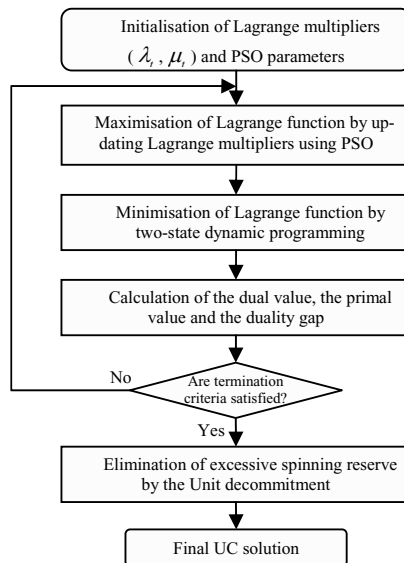 Initialisation of Lagrange multipliers
( λt , μt ) and PSO parameters
Maximisation of Lagrange function by up-
dating Lagrange multipliers using PSO
Minimisation of Lagrange function by
two-state dynamic programming
Calculation of the dual value, the primal
value and the duality gap
No
Are termination
criteria satisfied?
Yes
Elimination of excessive spinning reserve
by the Unit decommitment
Final UC solution